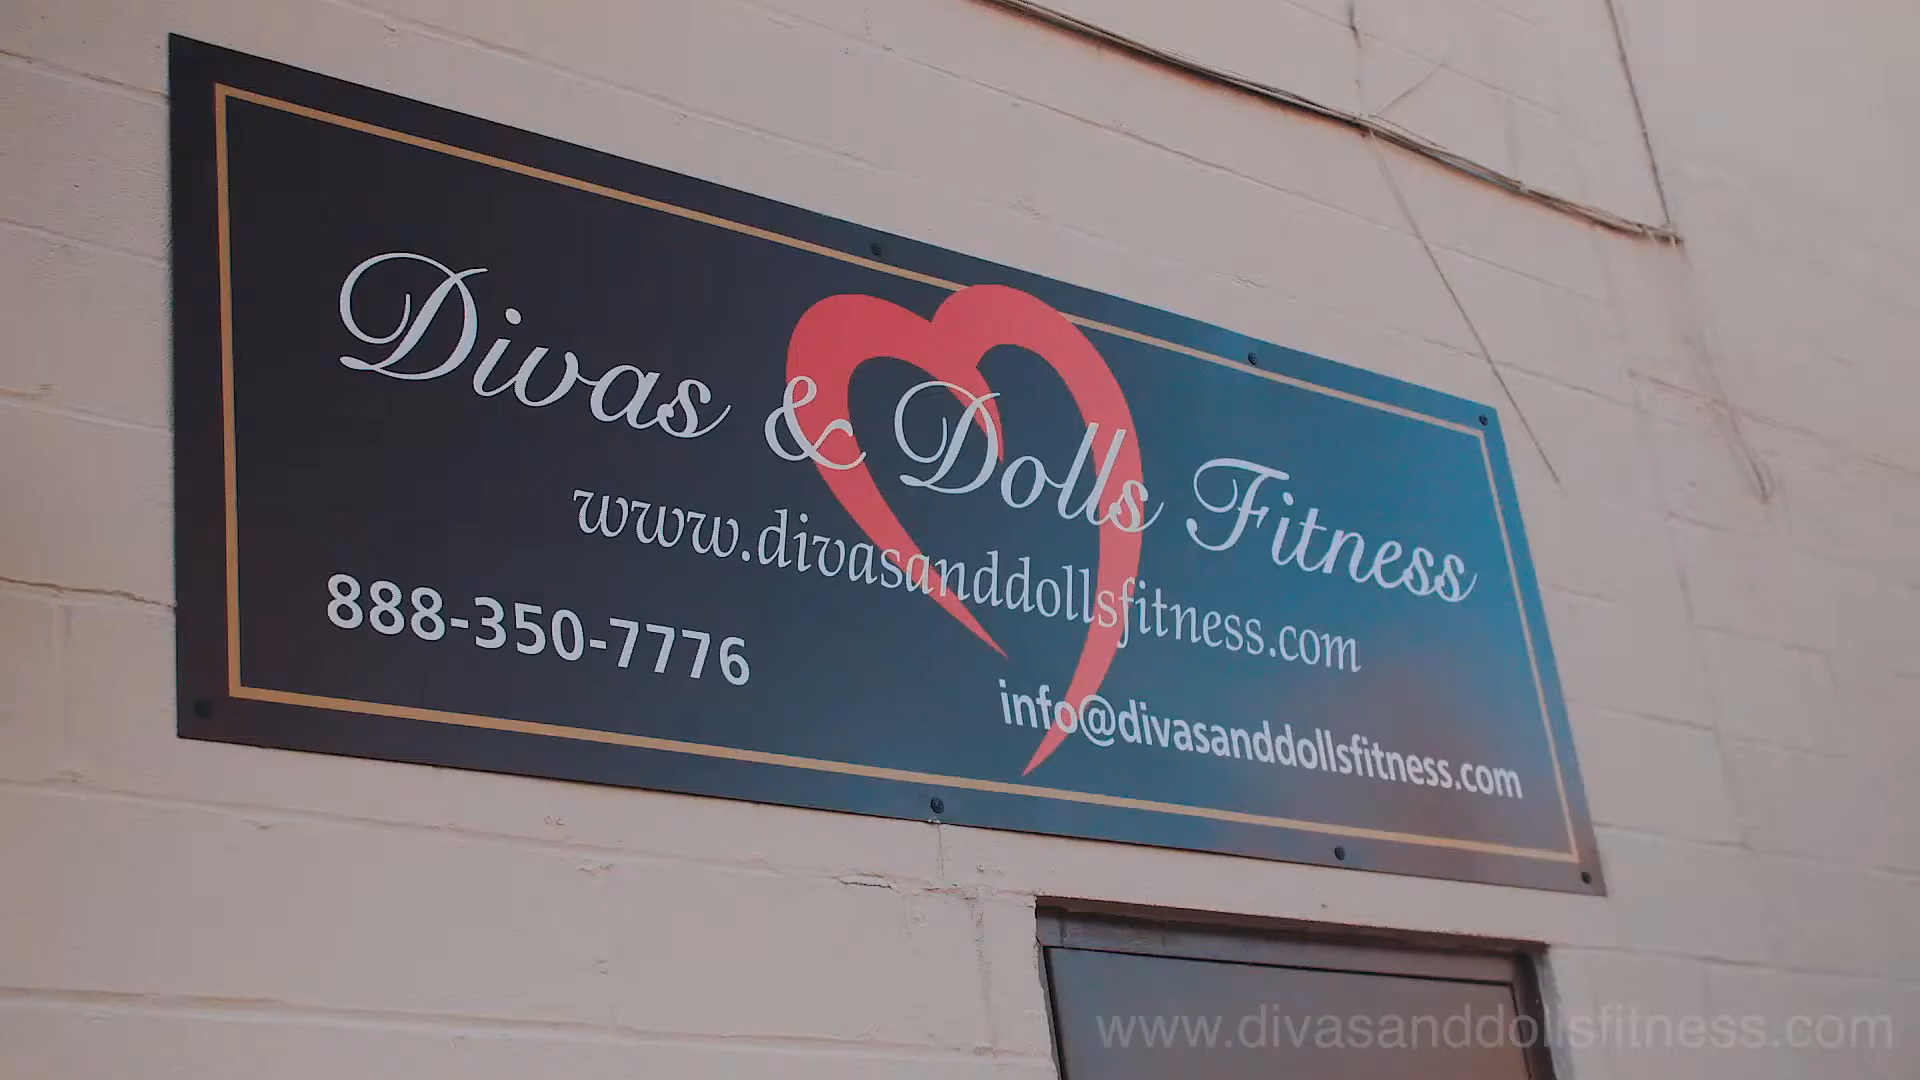 Divas & Dolls Fitness
www.divasanddollsfitness.com
888-350-7776
info@divasanddollsfitness.com
www.divasanddollsfitness.com